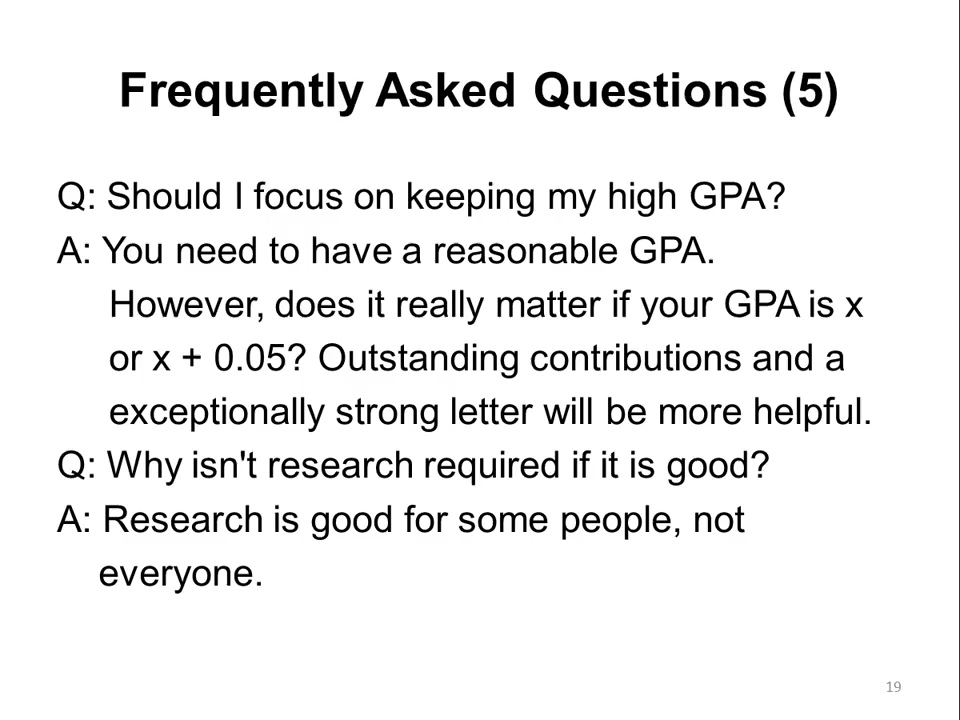 Frequently Asked Questions (5)
Q: Should I focus on keeping my high GPA?
A: You need to have a reasonable GPA.
However, does it really matter if your GPA is x
or x + 0.05? Outstanding contributions and a
exceptionally strong letter will be more helpful.
Q: Why isn't research required if it is good?
A: Research is good for some people, not
everyone.
19